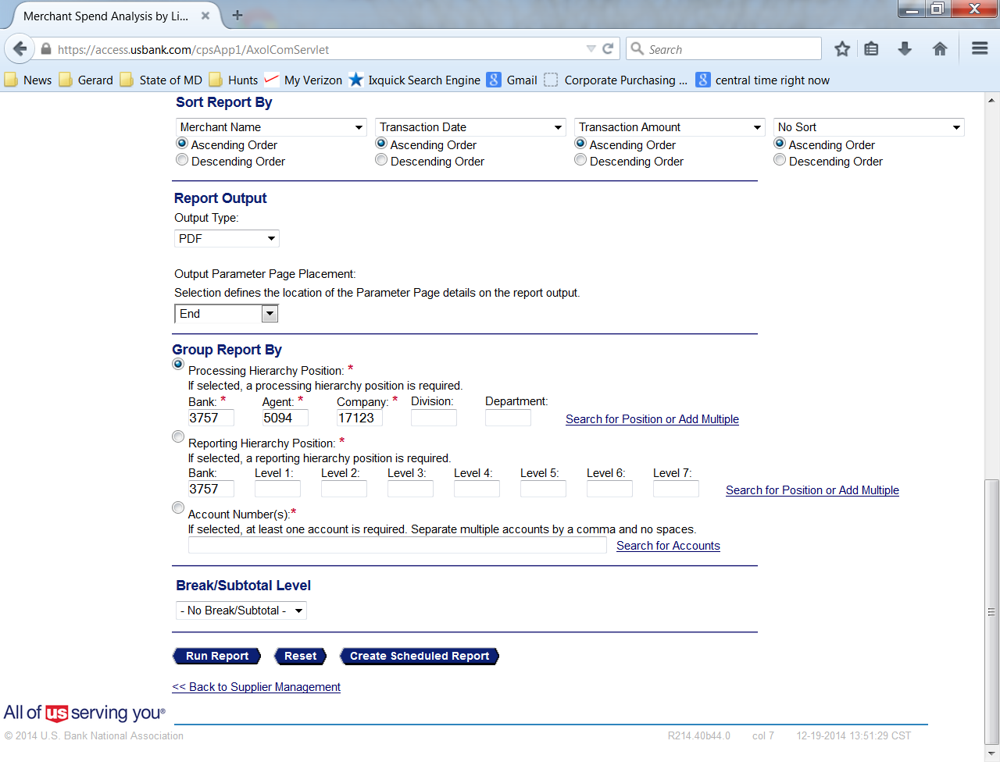 Merchant Spend Analysis by Li...
https://access.usbank.com/cpsApp1/AxolComServlet
Search
News Gerard State of MD Hunts My Verizon Ixquick Search Engine Gmail Corporate Purchasing ... central time right now
Sort Report By
Merchant Name Transaction Date Transaction Amount No Sort
Ascending Order Ascending Order Ascending Order Ascending Order
Descending Order Descending Order Descending Order Descending Order
Report Output
Output Type:
PDF
Output Parameter Page Placement:
Selection defines the location of the Parameter Page details on the report output.
End
Group Report By
Processing Hierarchy Position: *
If selected, a processing hierarchy position is required.
Bank: * Agent: * Company: * Division: Department:
3757 5094 17123 Search for Position or Add Multiple
Reporting Hierarchy Position: *
If selected, a reporting hierarchy position is required.
Bank: Level 1: Level 2: Level 3: Level 4: Level 5: Level 6: Level 7:
3757 Search for Position or Add Multiple
Account Number(s):*
If selected, at least one account is required. Separate multiple accounts by a comma and no spaces.
Search for Accounts
Break/Subtotal Level
- No Break/Subtotal -
Run Report Reset Create Scheduled Report
<< Back to Supplier Management
All of us serving you®
© 2014 U.S. Bank National Association R214.40b44.0 col 7 12-19-2014 13:51:29 CST